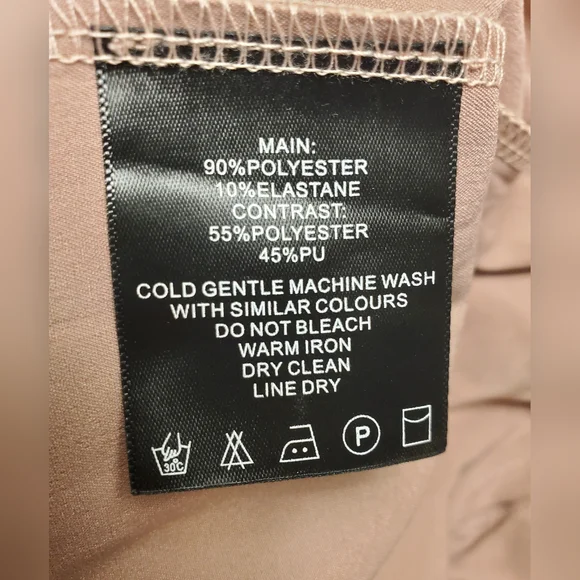 MAIN:
90%POLYESTER
10%ELASTANE
CONTRAST:
55%POLYESTER
45%PU
COLD GENTLE MACHINE WASH
WITH SIMILAR COLOURS
DO NOT BLEACH
WARM IRON
DRY CLEAN
LINE DRY
30°C P